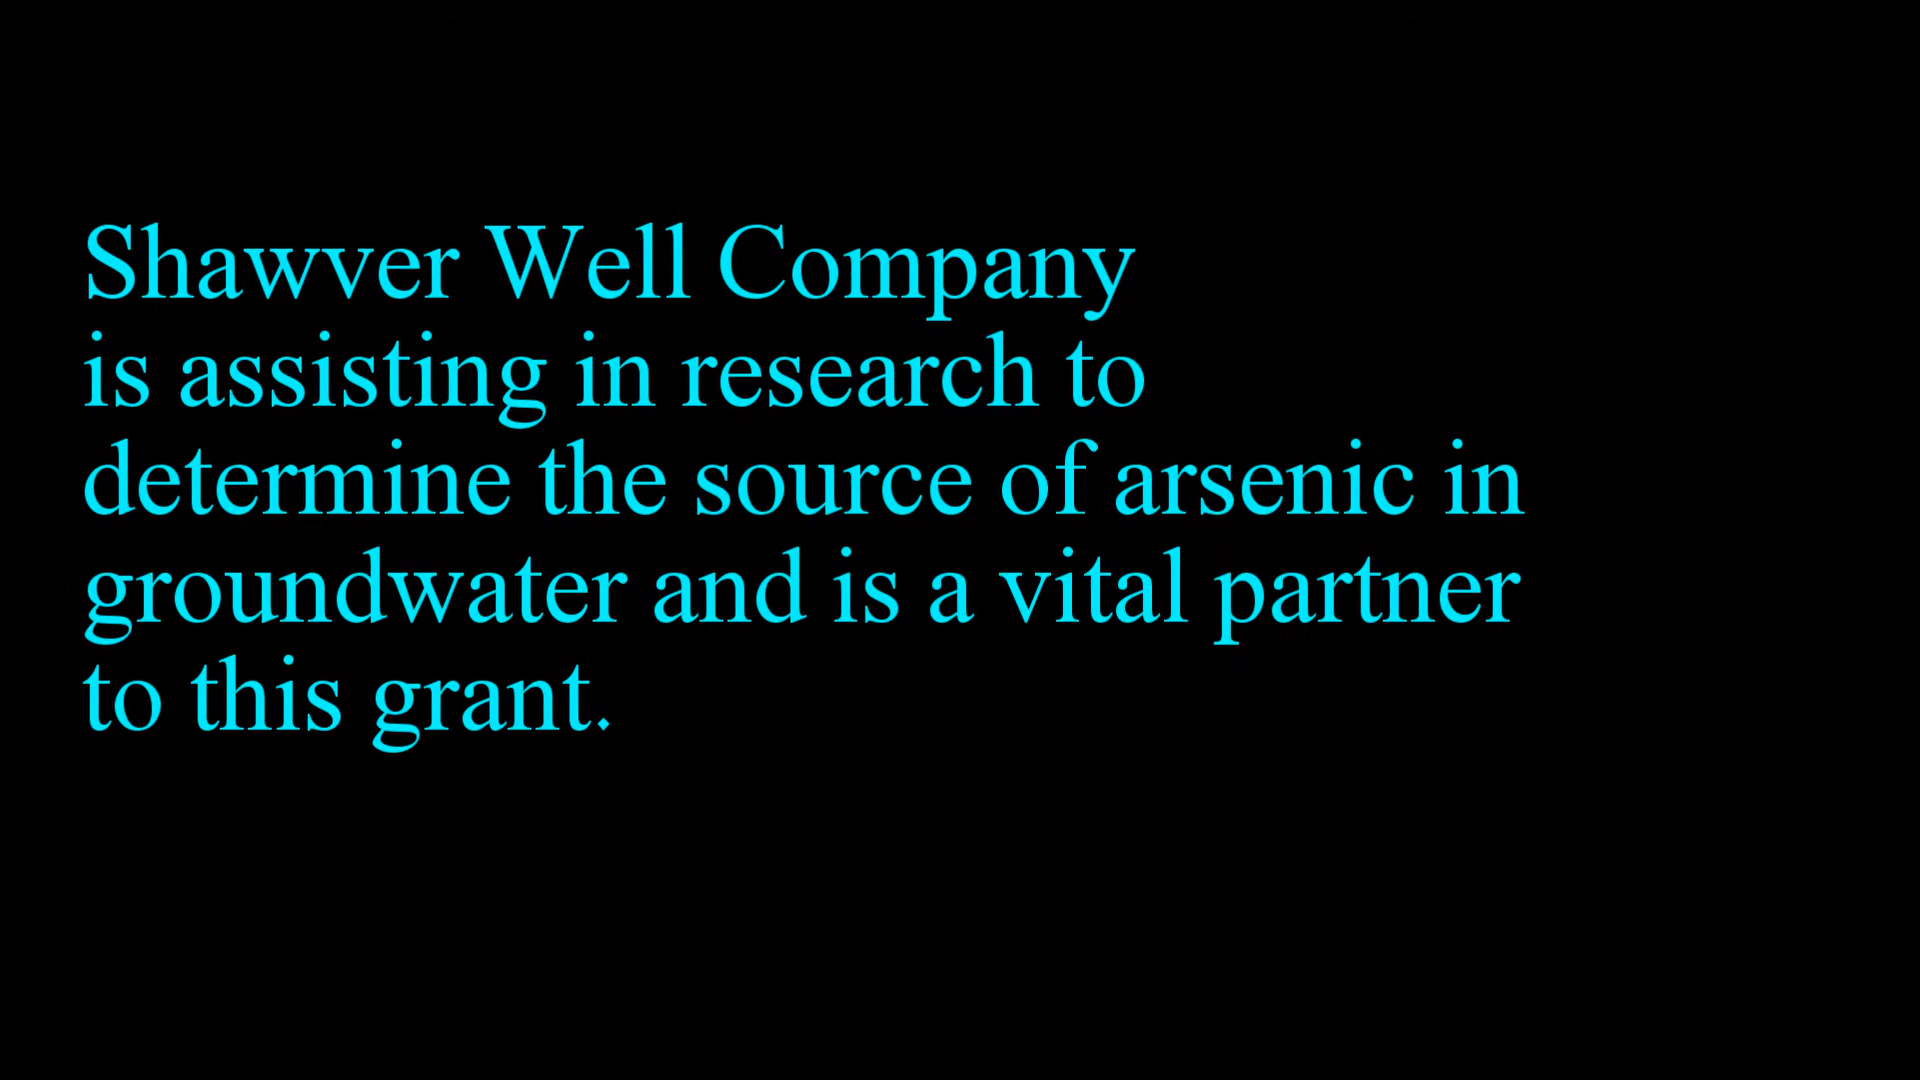 Shawver Well Company
is assisting in research to
determine the source of arsenic in
groundwater and is a vital partner
to this grant.